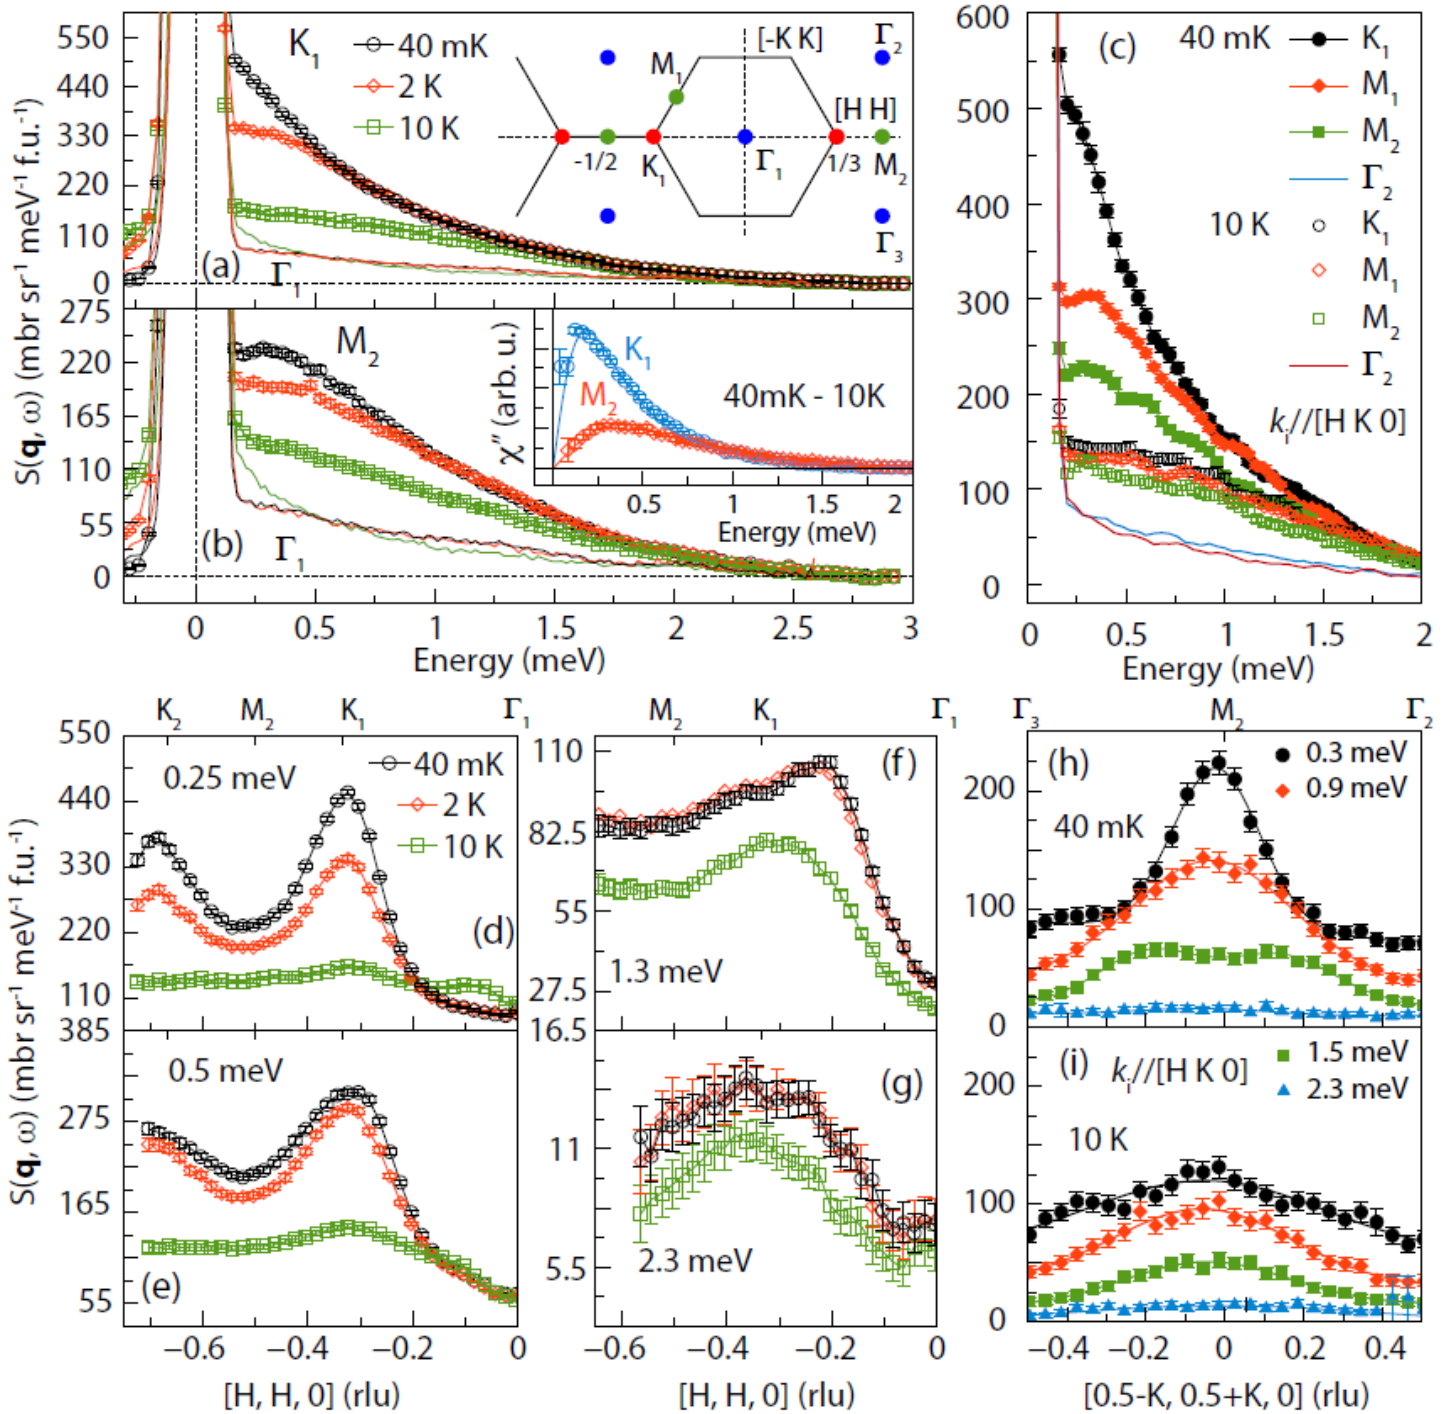 S(q, ω) (mbr sr⁻¹ meV⁻¹ f.u.⁻¹)
550
440
330
220
110
0
K₁
40 mK
2 K
10 K
(a)
Γ₁
[-K K]
Γ₂
M₁
[H H]
-1/2
K₁
Γ₁
1/3
M₂
Γ₃
275
220
165
110
55
0
M₂
(b)
Γ₁
χ″ (arb. u.)
K₁
M₂
40mK - 10K
0.5
1
1.5
2
Energy (meV)
0
0.5
1
1.5
2
2.5
3
Energy (meV)
600
500
400
300
200
100
0
(c)
40 mK
K₁
M₁
M₂
Γ₂
10 K
K₁
M₁
M₂
Γ₂
kᵢ//[H K 0]
0
0.5
1
1.5
2
Energy (meV)
S(q, ω) (mbr sr⁻¹ meV⁻¹ f.u.⁻¹)
K₂
M₂
K₁
Γ₁
550
440
330
220
110
0.25 meV
40 mK
2 K
10 K
(d)
385
275
165
55
0.5 meV
(e)
−0.6
−0.4
−0.2
0
[H, H, 0] (rlu)
M₂
K₁
Γ₁
110
82.5
55
27.5
(f)
1.3 meV
16.5
11
5.5
(g)
2.3 meV
−0.6
−0.4
−0.2
0
[H, H, 0] (rlu)
Γ₃
M₂
Γ₂
200
100
0
(h)
0.3 meV
0.9 meV
40 mK
200
100
0
(i)
kᵢ//[H K 0]
1.5 meV
2.3 meV
10 K
-0.4
-0.2
0
0.2
0.4
[0.5-K, 0.5+K, 0] (rlu)